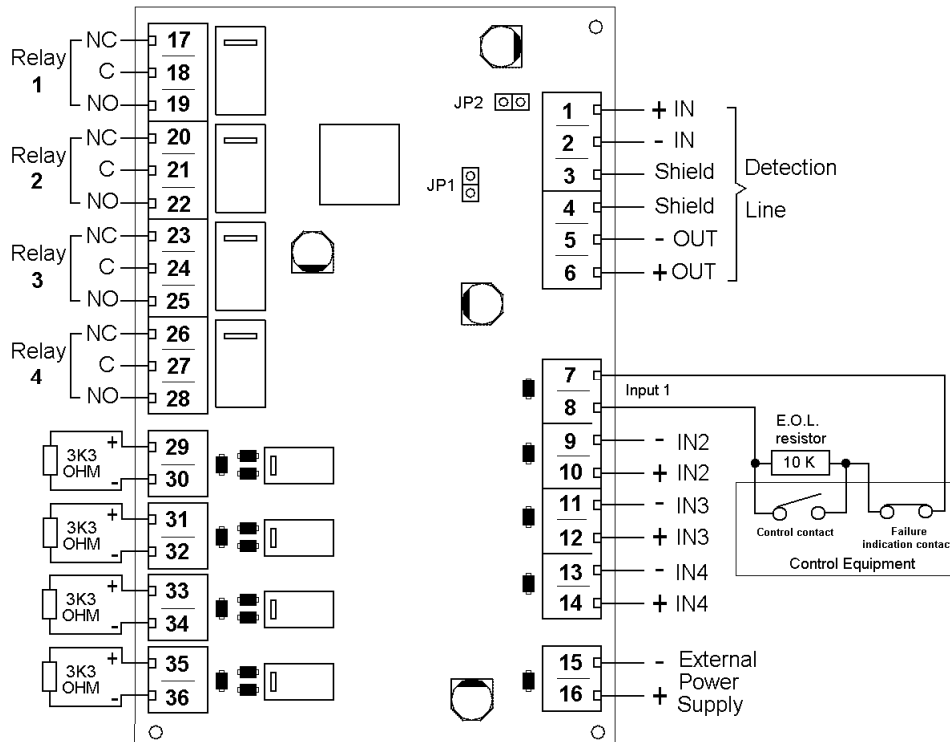 Relay
1
NC
C
NO
17
18
19
Relay
2
NC
C
NO
20
21
22
Relay
3
NC
C
NO
23
24
25
Relay
4
NC
C
NO
26
27
28
3K3
OHM
+
-
29
30
3K3
OHM
+
-
31
32
3K3
OHM
+
-
33
34
3K3
OHM
+
-
35
36
JP2
JP1
1 + IN
2 - IN
3 Shield
4 Shield
5 - OUT
6 + OUT
Detection
Line
7
8
Input 1
9 - IN2
10 + IN2
11 - IN3
12 + IN3
13 - IN4
14 + IN4
15 -
16 +
External
Power
Supply
E.O.L.
resistor
10 K
Control contact
Failure
indication contac
Control Equipment